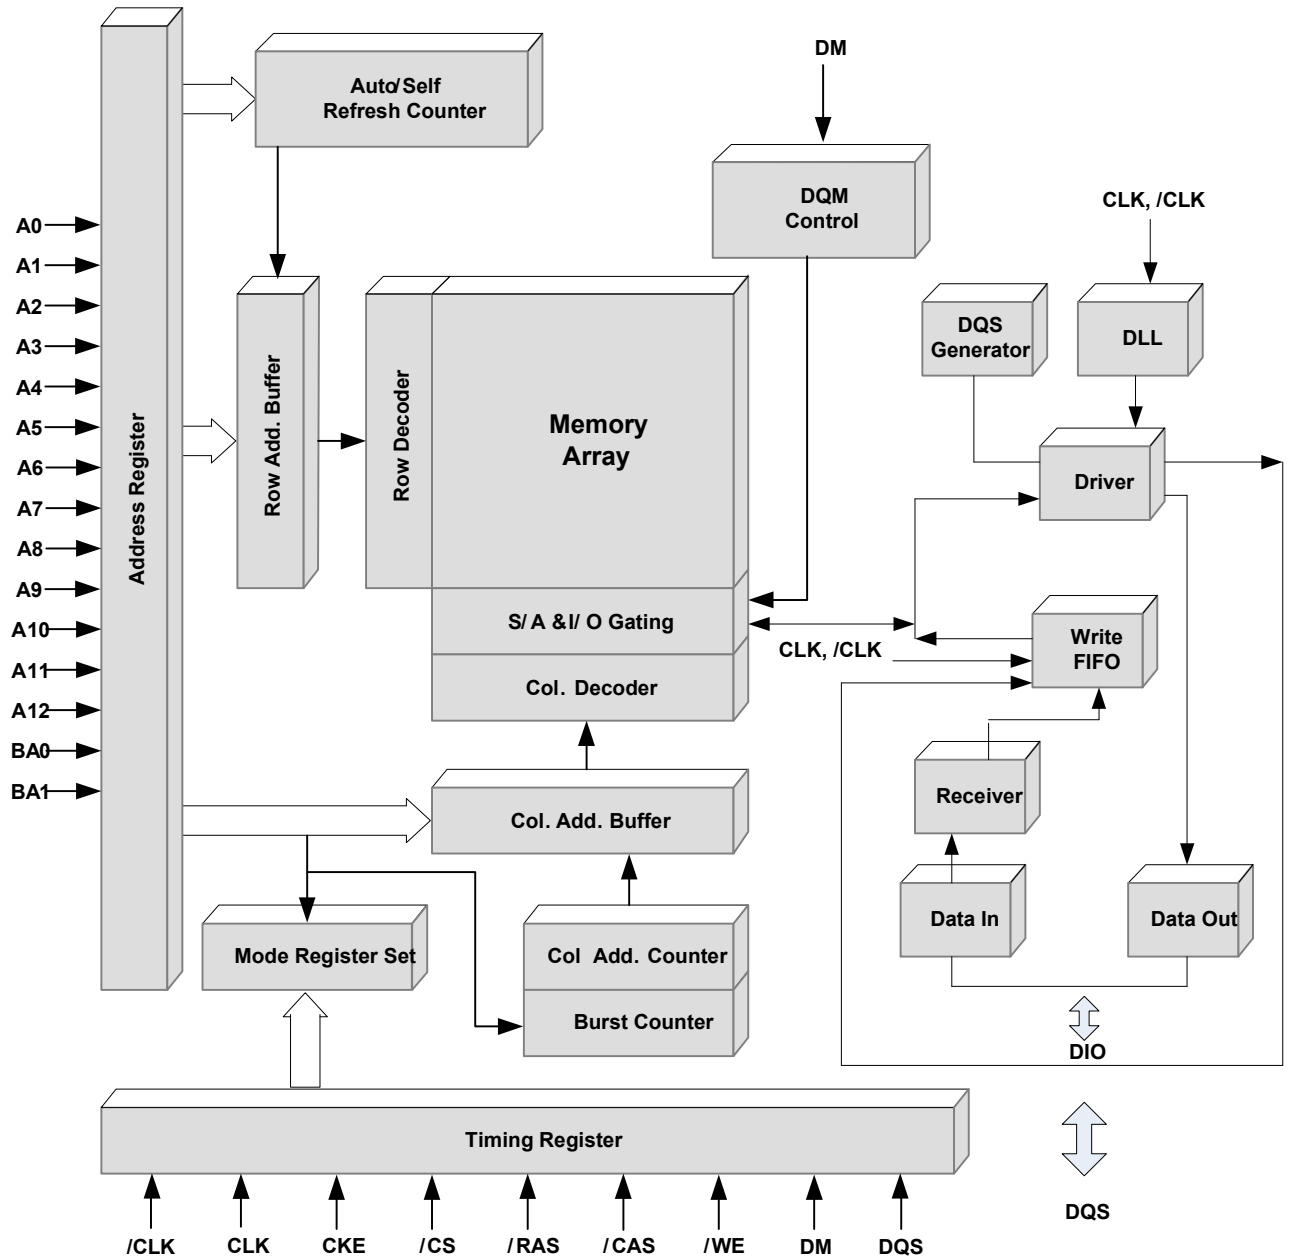 DM
Auto/Self
Refresh Counter
DQM
Control
CLK, /CLK
A0
A1
A2
A3
A4
A5
A6
A7
A8
A9
A10
A11
A12
BA0
BA1
Address Register
Row Add. Buffer
Row Decoder
Memory
Array
DQS
Generator
DLL
Driver
S/ A &I/ O Gating
CLK, /CLK
Write
FIFO
Col. Decoder
Receiver
Col. Add. Buffer
Data In
Data Out
Mode Register Set
Col Add. Counter
Burst Counter
DIO
Timing Register
DQS
/CLK
CLK
CKE
/CS
/RAS
/CAS
/WE
DM
DQS